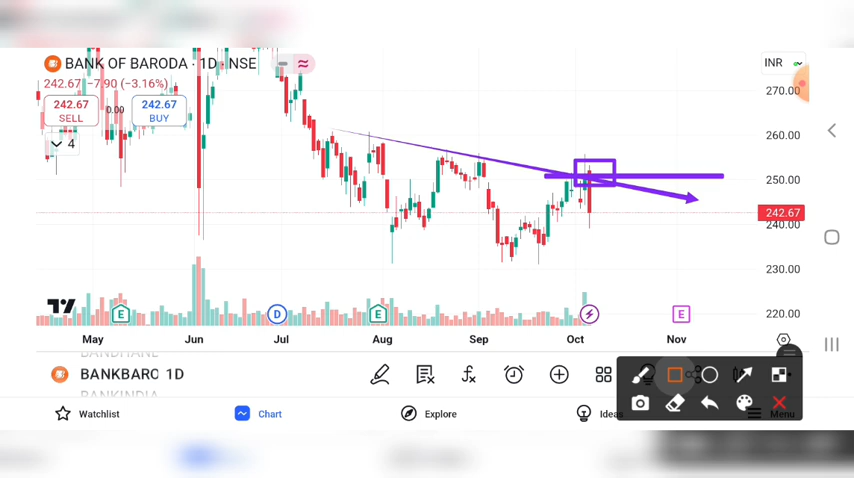 BANK OF BARODA · 1D NSE
INR
242.67 −7.90 (−3.16%)
242.67
SELL
0.00
242.67
BUY
4
270.00
260.00
250.00
242.67
240.00
230.00
220.00
E
D
E
E
May Jun Jul Aug Sep Oct Nov
BANDHANE
BANKBARO 1D
BANKINDIA
Watchlist
Chart
Explore
Ideas
Menu